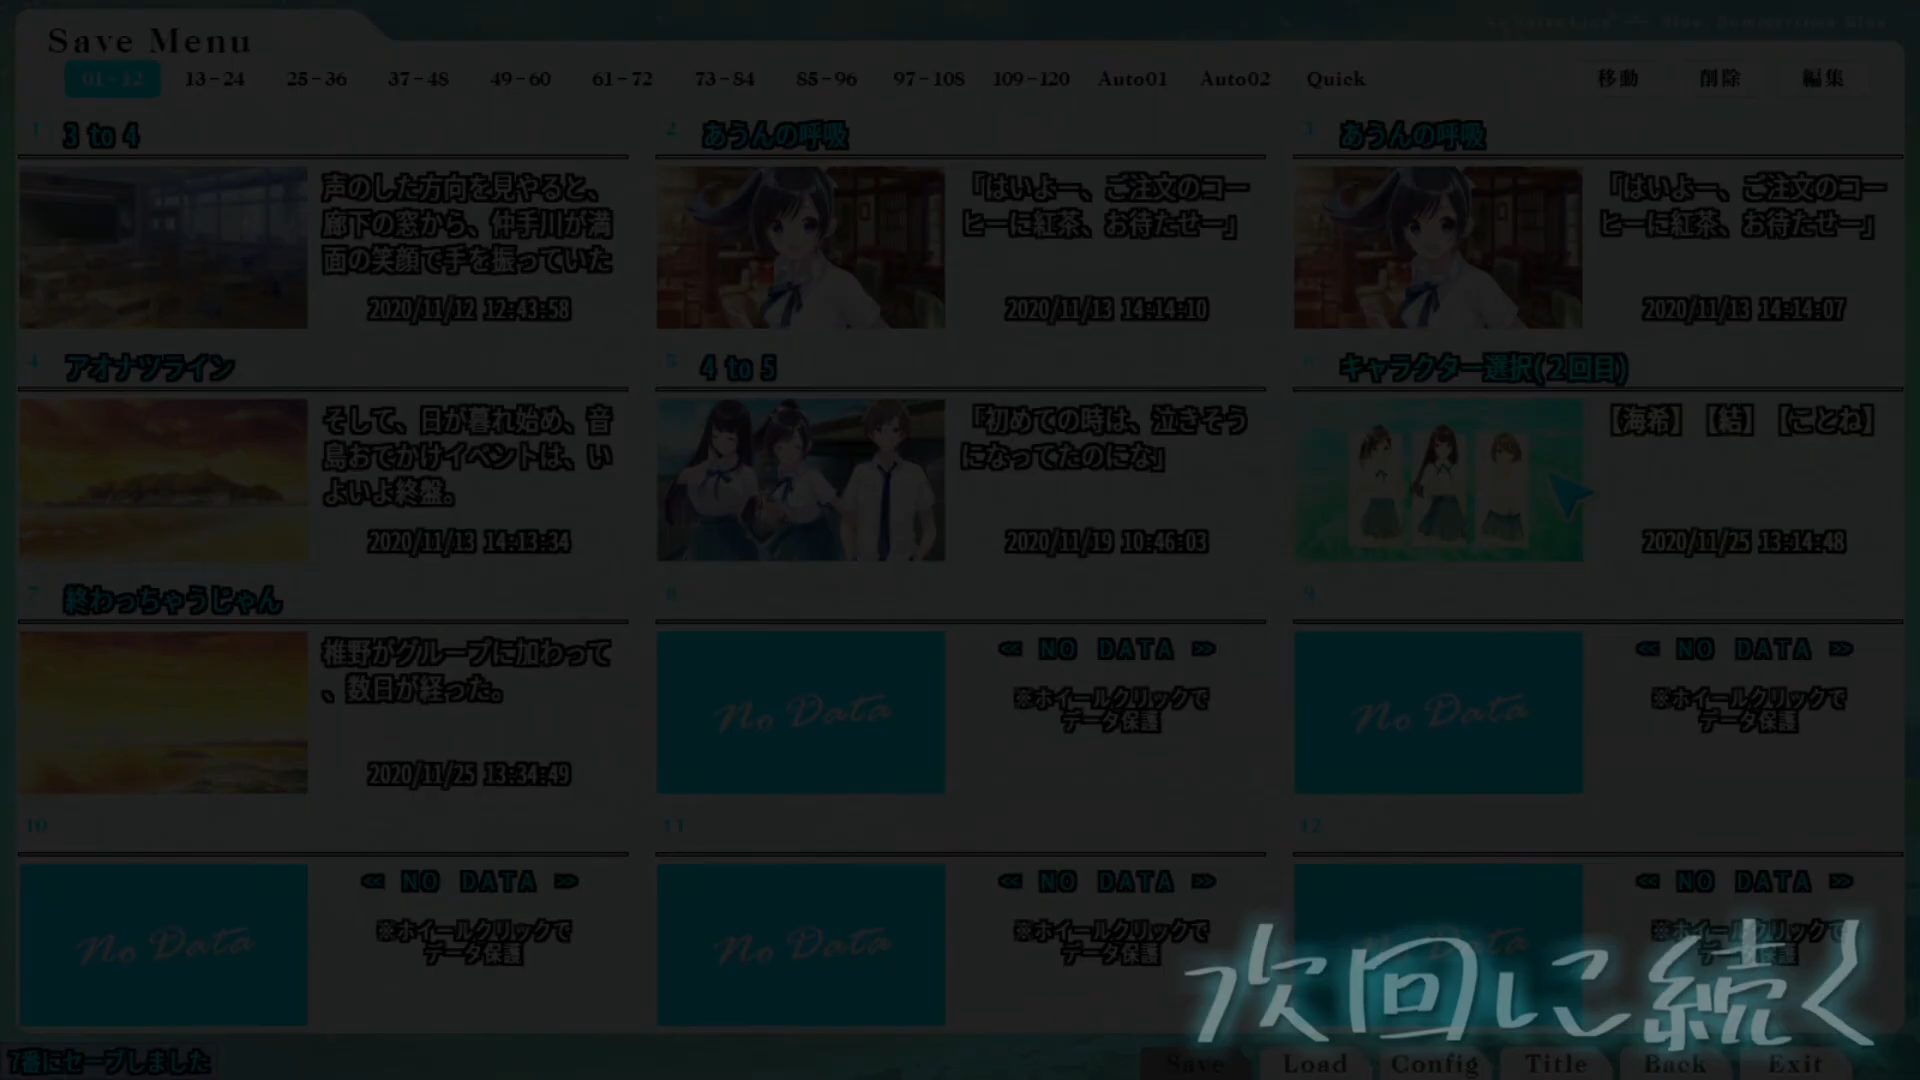 Save Menu
01-12 13-24 25-36 37-48 49-60 61-72 73-84 85-96 97-108 109-120 Auto01 Auto02 Quick 移動 削除 編集
1 3 to 4
声のした方向を見やると、
廊下の窓から、仲手川が満
面の笑顔で手を振っていた
2020/11/12 12:43:58
2 あうんの呼吸
「はいよー、ご注文のコー
ヒーに紅茶、お待たせー」
2020/11/13 14:14:10
3 あうんの呼吸
「はいよー、ご注文のコー
ヒーに紅茶、お待たせー」
2020/11/13 14:14:07
4 アオナツライン
そして、日が暮れ始め、音
島おでかけイベントは、い
よいよ終盤。
2020/11/13 14:13:34
5 4 to 5
「初めての時は、泣きそう
になってたのにな」
2020/11/19 10:46:03
6 キャラクター選択(２回目)
【海希】【結】【ことね】
2020/11/25 13:14:48
7 終わっちゃうじゃん
椎野がグループに加わって
、数日が経った。
2020/11/25 13:34:49
8
No Data
<< NO DATA >>
※ホイールクリックで
データ保護
9
No Data
<< NO DATA >>
※ホイールクリックで
データ保護
10
No Data
<< NO DATA >>
※ホイールクリックで
データ保護
11
No Data
<< NO DATA >>
※ホイールクリックで
データ保護
12
No Data
<< NO DATA >>
※ホイールクリックで
データ保護
次回に続く
7番にセーブしました
Save Load Config Title Back Exit